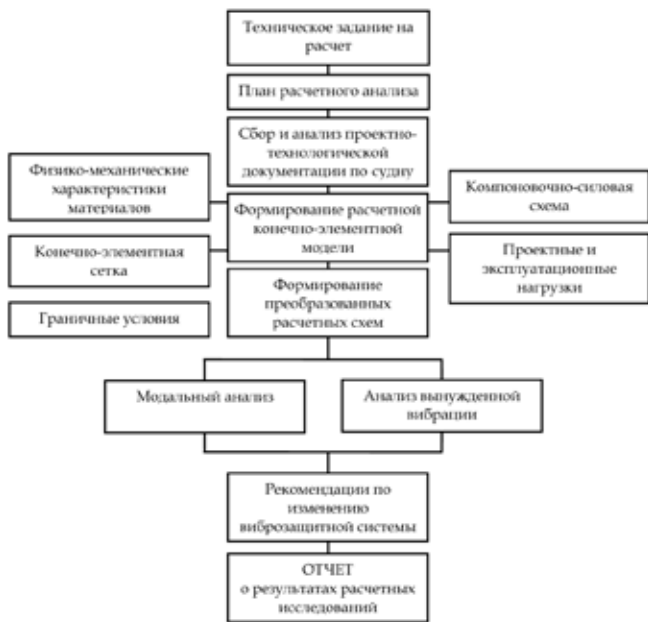 Техническое задание на
расчет
План расчетного анализа
Сбор и анализ проектно-
технологической
документации по судну
Физико-механические
характеристики
материалов
Компоновочно-силовая
схема
Формирование расчетной
конечно-элементной
модели
Конечно-элементная
сетка
Проектные и
эксплуатационные
нагрузки
Граничные условия
Формирование
преобразованных
расчетных схем
Модальный анализ
Анализ вынужденной
вибрации
Рекомендации по
изменению
виброзащитной системы
ОТЧЕТ
о результатах расчетных
исследований